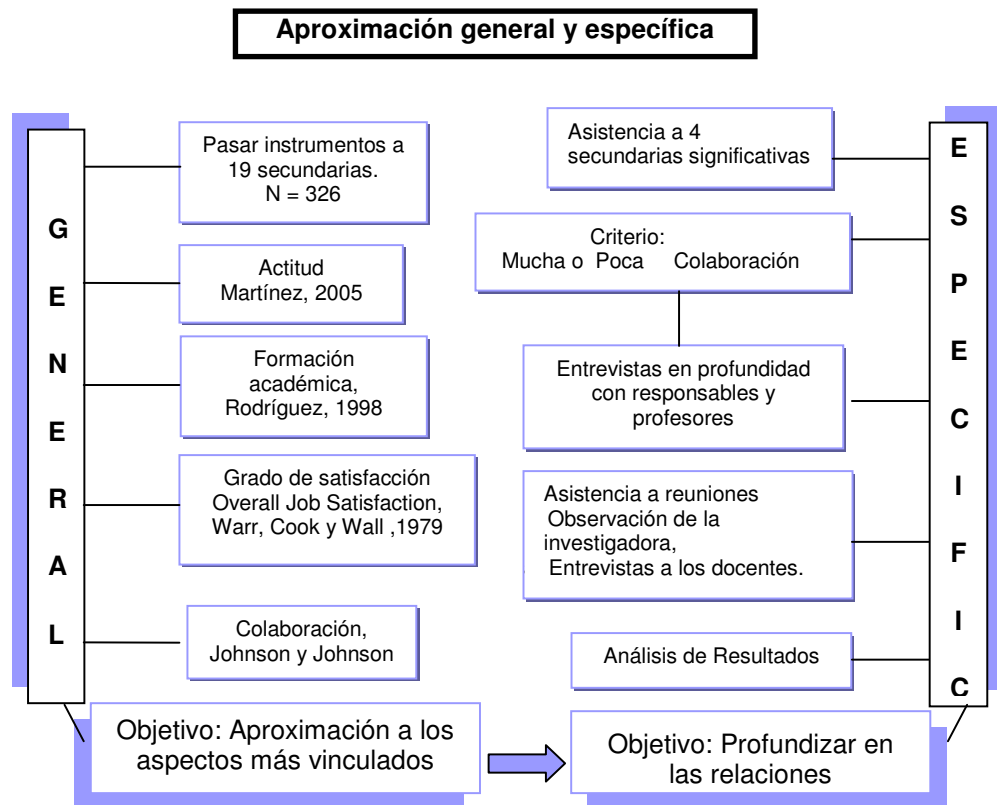 Aproximación general y específica
G
E
N
E
R
A
L
Pasar instrumentos a
19 secundarias.
N = 326
Actitud
Martínez, 2005
Formación
académica,
Rodríguez, 1998
Grado de satisfacción
Overall Job Satisfaction,
Warr, Cook y Wall ,1979
Colaboración,
Johnson y Johnson
Objetivo: Aproximación a los
aspectos más vinculados
Asistencia a 4
secundarias significativas
Criterio:
Mucha o Poca Colaboración
Entrevistas en profundidad
con responsables y
profesores
Asistencia a reuniones
Observación de la
investigadora,
Entrevistas a los docentes.
Análisis de Resultados
E
S
P
E
C
I
F
I
C
Objetivo: Profundizar en
las relaciones